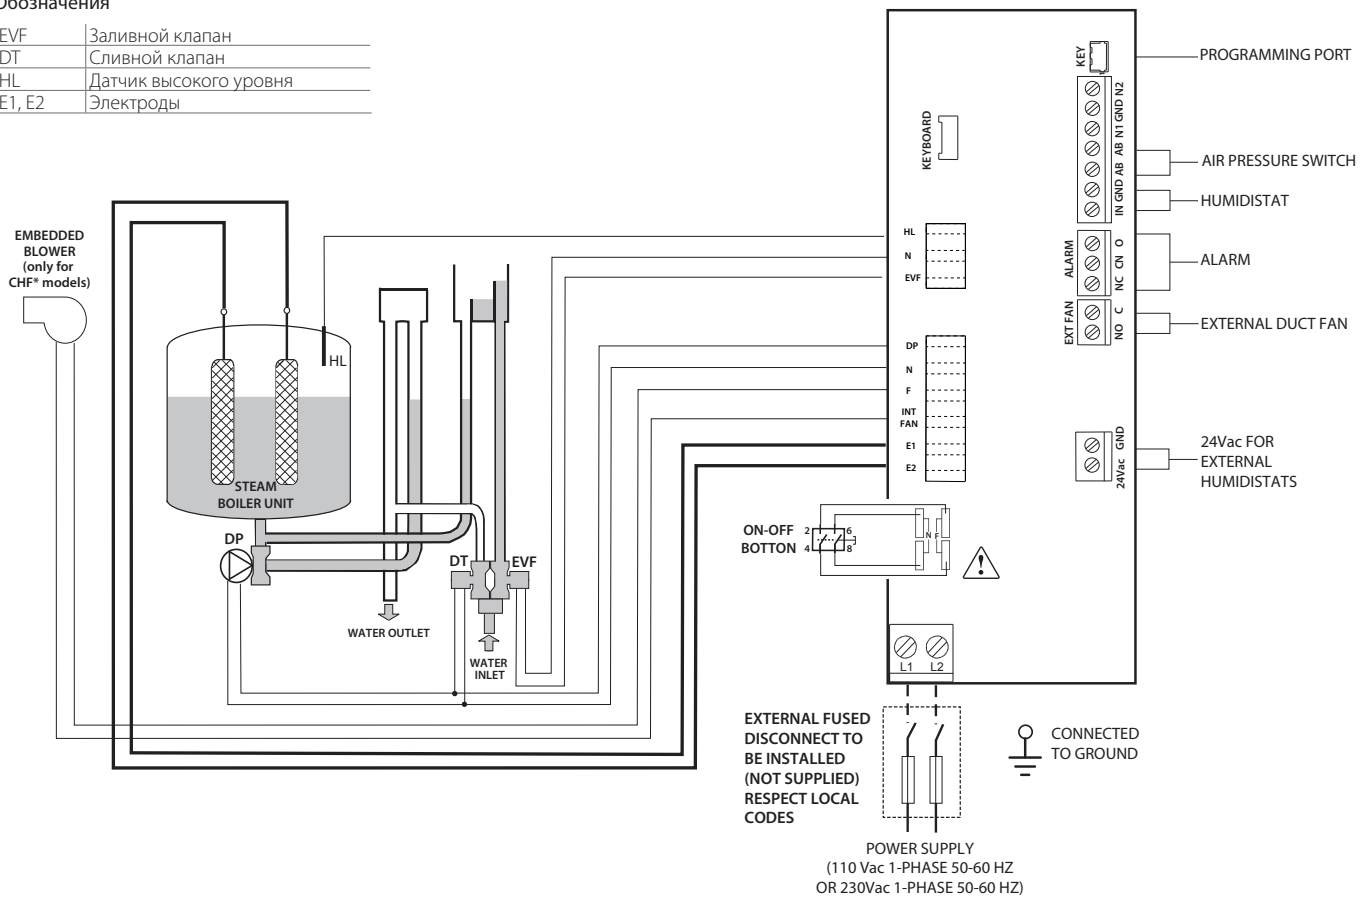 Обозначения
EVF Заливной клапан
DT Сливной клапан
HL Датчик высокого уровня
E1, E2 Электроды
EMBEDDED
BLOWER
(only for
CHF* models)
HL
STEAM
BOILER UNIT
DP
DT
EVF
WATER OUTLET
WATER
INLET
KEYBOARD
HL
N
EVF
DP
N
F
INT
FAN
E1
E2
KEY
IN GND AB AB N1 GND N2
ALARM
NC CN O
EXT FAN
NO C
24Vac GND
PROGRAMMING PORT
AIR PRESSURE SWITCH
HUMIDISTAT
ALARM
EXTERNAL DUCT FAN
24Vac FOR
EXTERNAL
HUMIDISTATS
ON-OFF
BOTTON
2 6
4 8
N F
L1 L2
EXTERNAL FUSED
DISCONNECT TO
BE INSTALLED
(NOT SUPPLIED)
RESPECT LOCAL
CODES
CONNECTED
TO GROUND
POWER SUPPLY
(110 Vac 1-PHASE 50-60 HZ
OR 230Vac 1-PHASE 50-60 HZ)